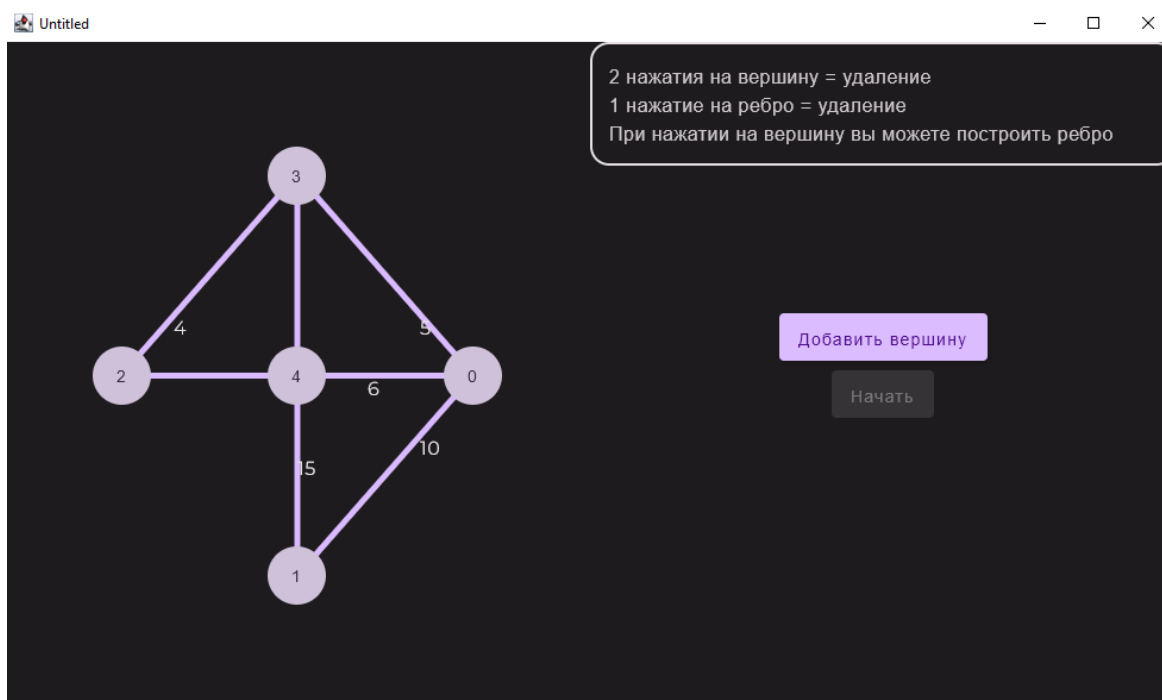 Untitled
2 нажатия на вершину = удаление
1 нажатие на ребро = удаление
При нажатии на вершину вы можете построить ребро
3
4
5
Добавить вершину
2
4
0
6
Начать
10
15
1